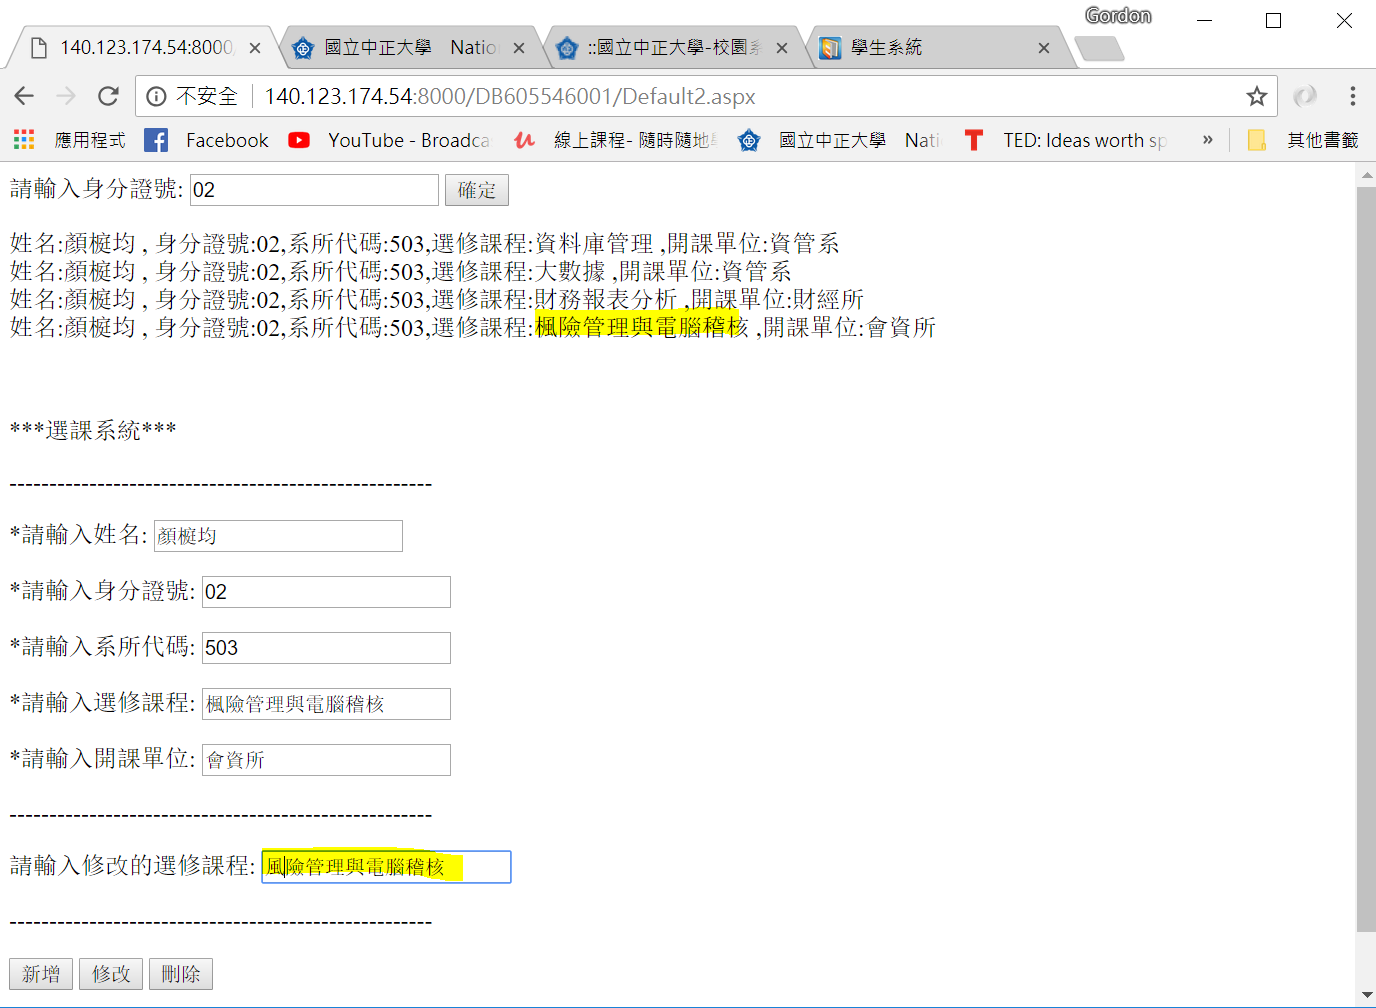 Gordon
140.123.174.54:8000,
國立中正大學 Natio
::國立中正大學-校園系
學生系統
不安全 140.123.174.54:8000/DB605546001/Default2.aspx
應用程式 Facebook YouTube - Broadca 線上課程- 隨時隨地 國立中正大學 Nati TED: Ideas worth sp » 其他書籤
請輸入身分證號: 02 確定
姓名:顏榳均 , 身分證號:02,系所代碼:503,選修課程:資料庫管理 ,開課單位:資管系
姓名:顏榳均 , 身分證號:02,系所代碼:503,選修課程:大數據 ,開課單位:資管系
姓名:顏榳均 , 身分證號:02,系所代碼:503,選修課程:財務報表分析 ,開課單位:財經所
姓名:顏榳均 , 身分證號:02,系所代碼:503,選修課程:楓險管理與電腦稽核 ,開課單位:會資所
***選課系統***
-----------------------------------------------------
*請輸入姓名: 顏榳均
*請輸入身分證號: 02
*請輸入系所代碼: 503
*請輸入選修課程: 楓險管理與電腦稽核
*請輸入開課單位: 會資所
-----------------------------------------------------
請輸入修改的選修課程: 風險管理與電腦稽核
-----------------------------------------------------
新增 修改 刪除